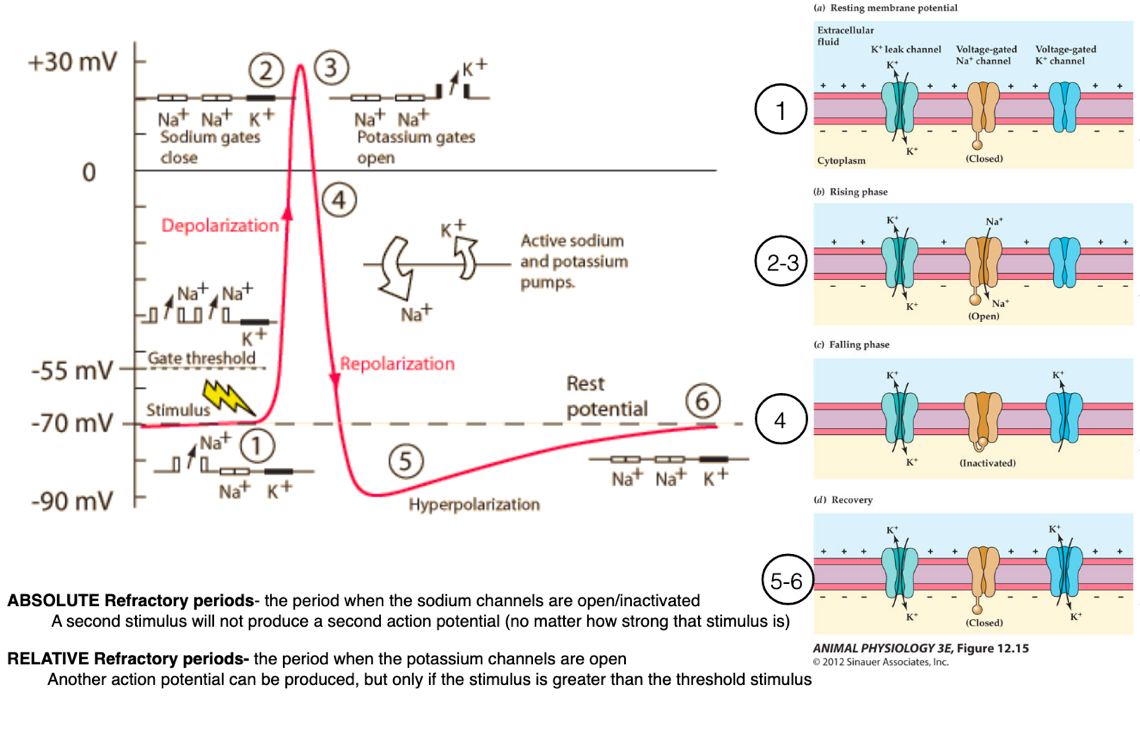 +30 mV
2
3
K+
Na+ Na+ K+
Sodium gates
close
Na+ Na+
Potassium gates
open
0
Depolarization
4
K+
Na+
Active sodium
and potassium
pumps.
Na+ Na+
K+
Gate threshold
-55 mV
Repolarization
Stimulus
-70 mV
Rest
potential
6
Na+
1
Na+ K+
5
Na+ Na+ K+
-90 mV
Hyperpolarization
ABSOLUTE Refractory periods- the period when the sodium channels are open/inactivated
A second stimulus will not produce a second action potential (no matter how strong that stimulus is)
RELATIVE Refractory periods- the period when the potassium channels are open
Another action potential can be produced, but only if the stimulus is greater than the threshold stimulus
(a) Resting membrane potential
Extracellular
fluid
K+ leak channel
Voltage-gated
Na+ channel
Voltage-gated
K+ channel
K+
+ + + + + + + + +
1
- - - - - - - - -
K+
(Closed)
Cytoplasm
(b) Rising phase
K+
Na+
+ + + + + +
2-3
K+
Na+
(Open)
(c) Falling phase
K+
K+
4
K+
(Inactivated)
(d) Recovery
K+
K+
5-6
K+
(Closed)
K+
ANIMAL PHYSIOLOGY 3E, Figure 12.15
© 2012 Sinauer Associates, Inc.